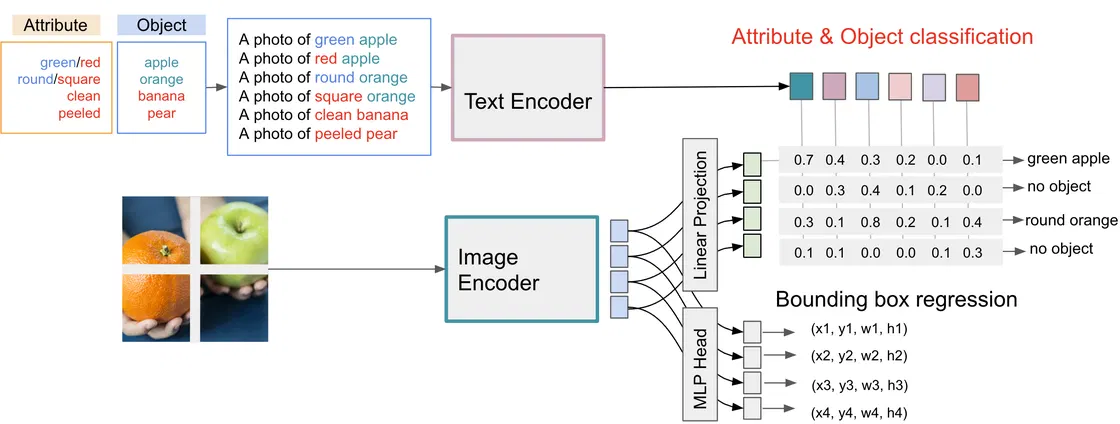 Attribute
Object
green/red
round/square
clean
peeled
apple
orange
banana
pear
A photo of green apple
A photo of red apple
A photo of round orange
A photo of square orange
A photo of clean banana
A photo of peeled pear
Text Encoder
Attribute & Object classification
Image
Encoder
Linear Projection
0.7 0.4 0.3 0.2 0.0 0.1
green apple
0.0 0.3 0.4 0.1 0.2 0.0
no object
0.3 0.1 0.8 0.2 0.1 0.4
round orange
0.1 0.1 0.0 0.0 0.1 0.3
no object
Bounding box regression
MLP Head
(x1, y1, w1, h1)
(x2, y2, w2, h2)
(x3, y3, w3, h3)
(x4, y4, w4, h4)